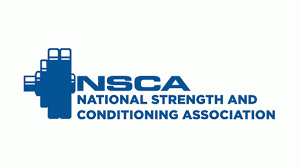 NSCA
NATIONAL STRENGTH AND
CONDITIONING ASSOCIATION